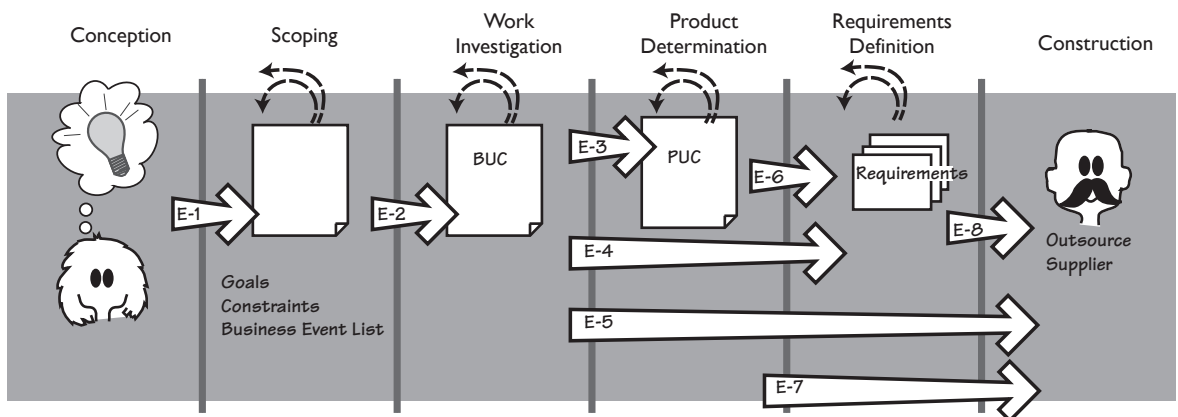 Conception
Scoping
Work
Investigation
Product
Determination
Requirements
Definition
Construction
BUC
E-3
PUC
E-6
Requirements
E-1
E-2
E-8
E-4
Outsource
Supplier
Goals
Constraints
Business Event List
E-5
E-7